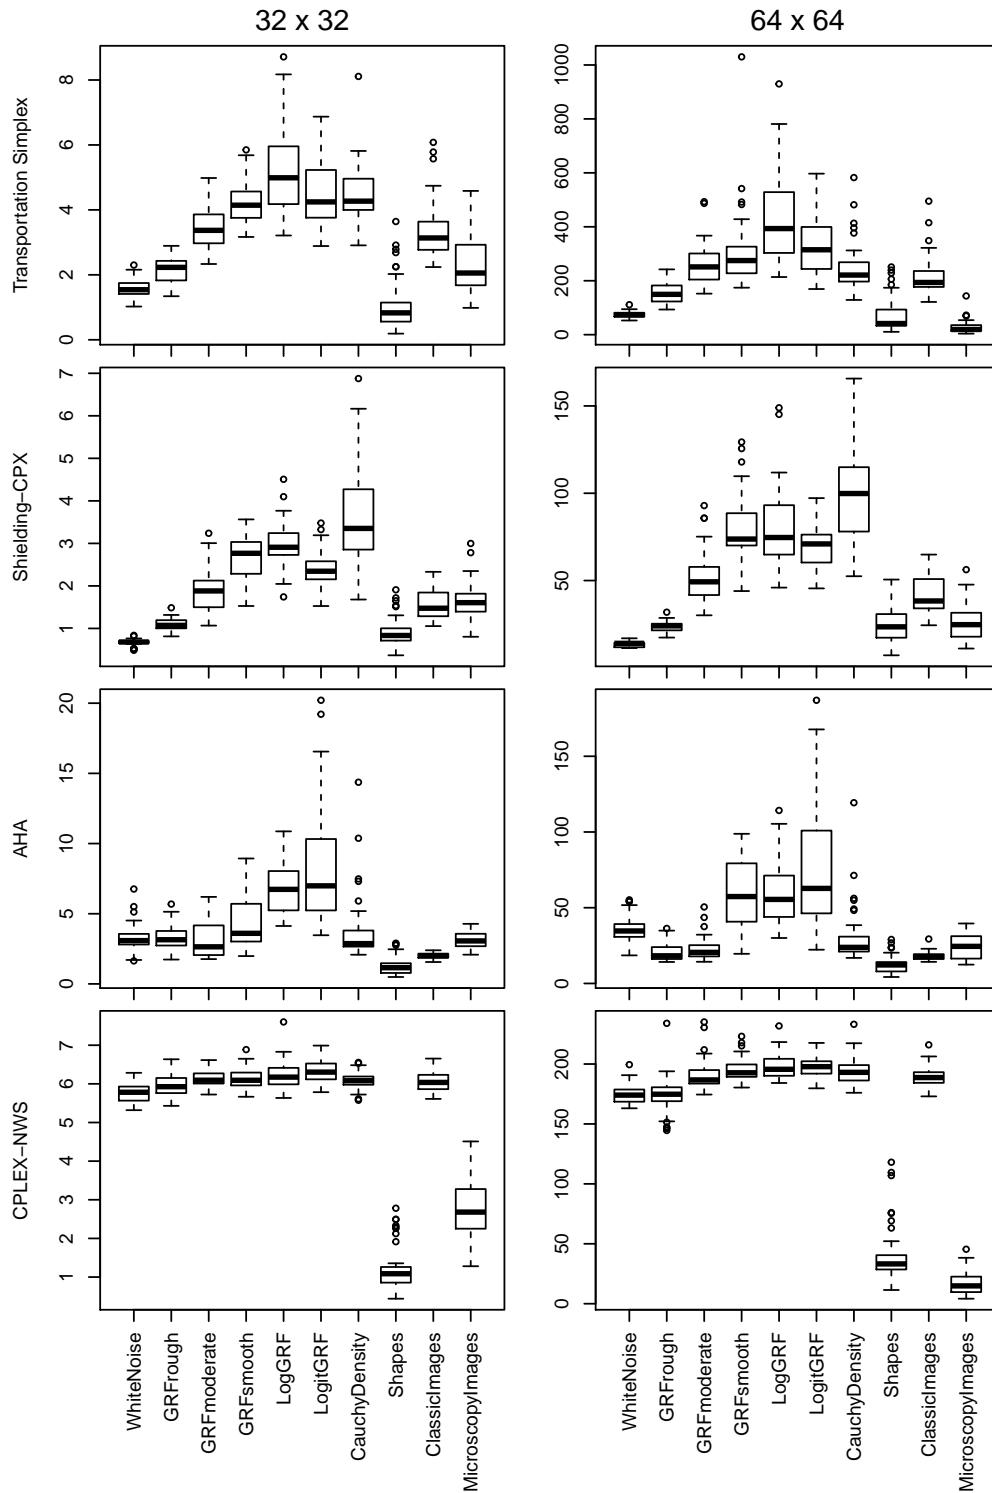 32 x 32
64 x 64
Transportation Simplex
0 2 4 6 8
0 200 400 600 800 1000
Shielding−CPX
1 2 3 4 5 6 7
50 100 150
AHA
0 5 10 15 20
0 50 100 150
CPLEX−NWS
1 2 3 4 5 6 7
0 50 100 150 200
WhiteNoise
GRFrough
GRFmoderate
GRFsmooth
LogGRF
LogitGRF
CauchyDensity
Shapes
ClassicImages
MicroscopyImages
WhiteNoise
GRFrough
GRFmoderate
GRFsmooth
LogGRF
LogitGRF
CauchyDensity
Shapes
ClassicImages
MicroscopyImages